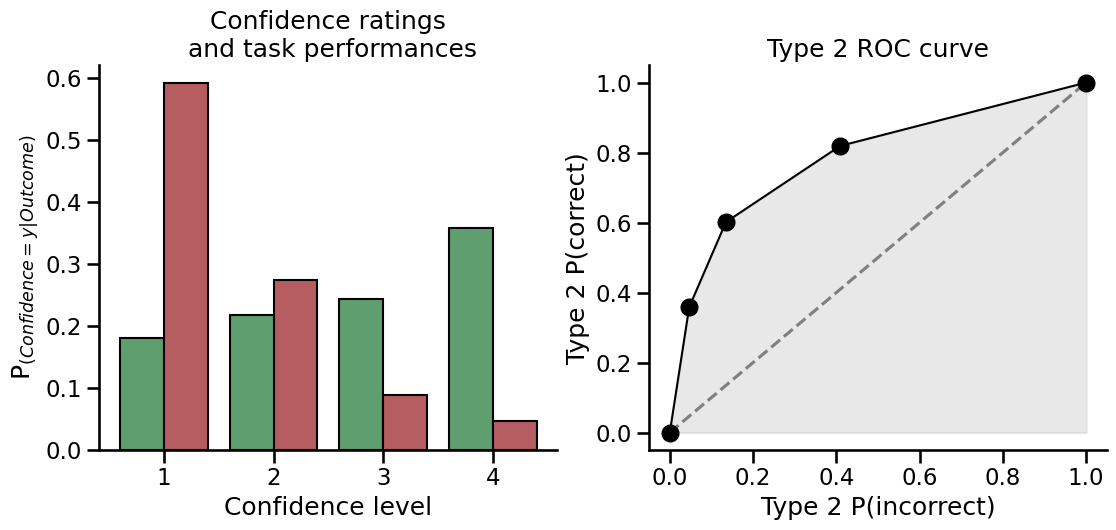 Confidence ratings
and task performances
P(Confidence = y|Outcome)
0.6
0.5
0.4
0.3
0.2
0.1
0.0
1 2 3 4
Confidence level
Type 2 ROC curve
Type 2 P(correct)
1.0
0.8
0.6
0.4
0.2
0.0
0.0 0.2 0.4 0.6 0.8 1.0
Type 2 P(incorrect)